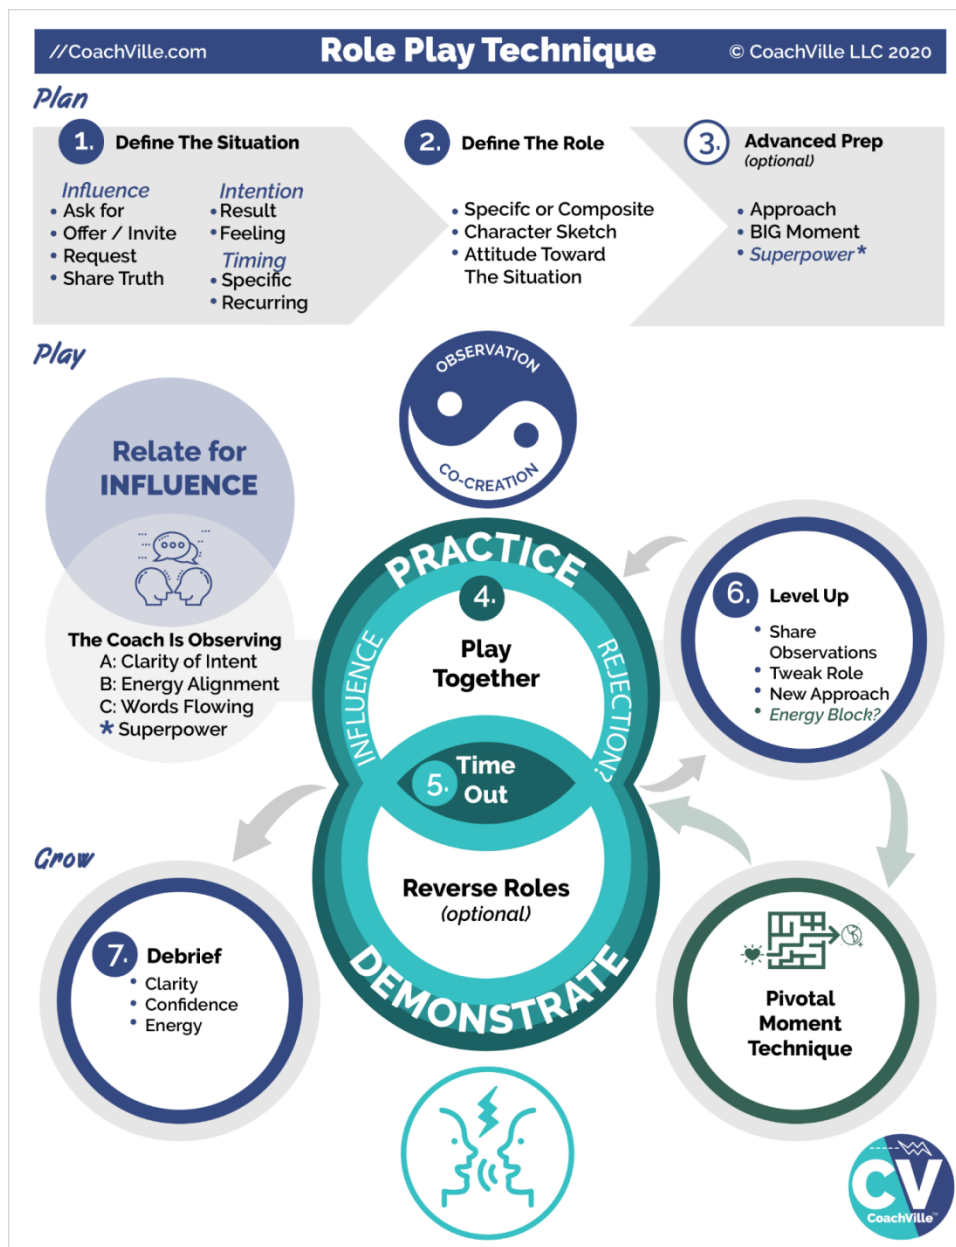 //CoachVille.com
Role Play Technique
© CoachVille LLC 2020
Plan
1.
Define The Situation
Influence
• Ask for
• Offer / Invite
• Request
• Share Truth
Intention
• Result
• Feeling
Timing
• Specific
• Recurring
2.
Define The Role
• Specifc or Composite
• Character Sketch
• Attitude Toward
The Situation
3.
Advanced Prep
(optional)
• Approach
• BIG Moment
• Superpower*
Play
OBSERVATION
CO-CREATION
Relate for
INFLUENCE
The Coach Is Observing
A: Clarity of Intent
B: Energy Alignment
C: Words Flowing
* Superpower
PRACTICE
INFLUENCE
REJECTION?
4.
Play
Together
5.
Time
Out
Reverse Roles
(optional)
DEMONSTRATE
6.
Level Up
• Share
Observations
• Tweak Role
• New Approach
• Energy Block?
Grow
7.
Debrief
• Clarity
• Confidence
• Energy
Pivotal
Moment
Technique
CV
CoachVille™